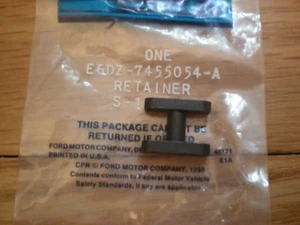 ONE
E6DZ-7455054-A
RETAINER
S-1
THIS PACKAGE CANNOT BE
RETURNED IF
FORD MOTOR COMPANY,
PRINTED IN U.S.A.
CPR © FORD MOTOR COMPANY,
Contents conform to Federal Motor Vehicle
Safety Standards, if any are applicable